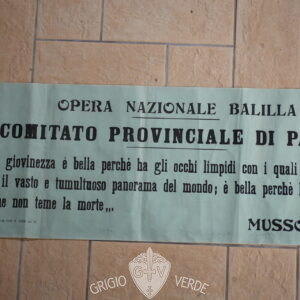 OPERA NAZIONALE BALILLA
COMITATO PROVINCIALE DI PA
giovinezza è bella perchè ha gli occhi limpidi con i quali
il vasto e tumultuoso panorama del mondo; è bella perchè
non teme la morte„.
MUSSO
GRIGIO VERDE